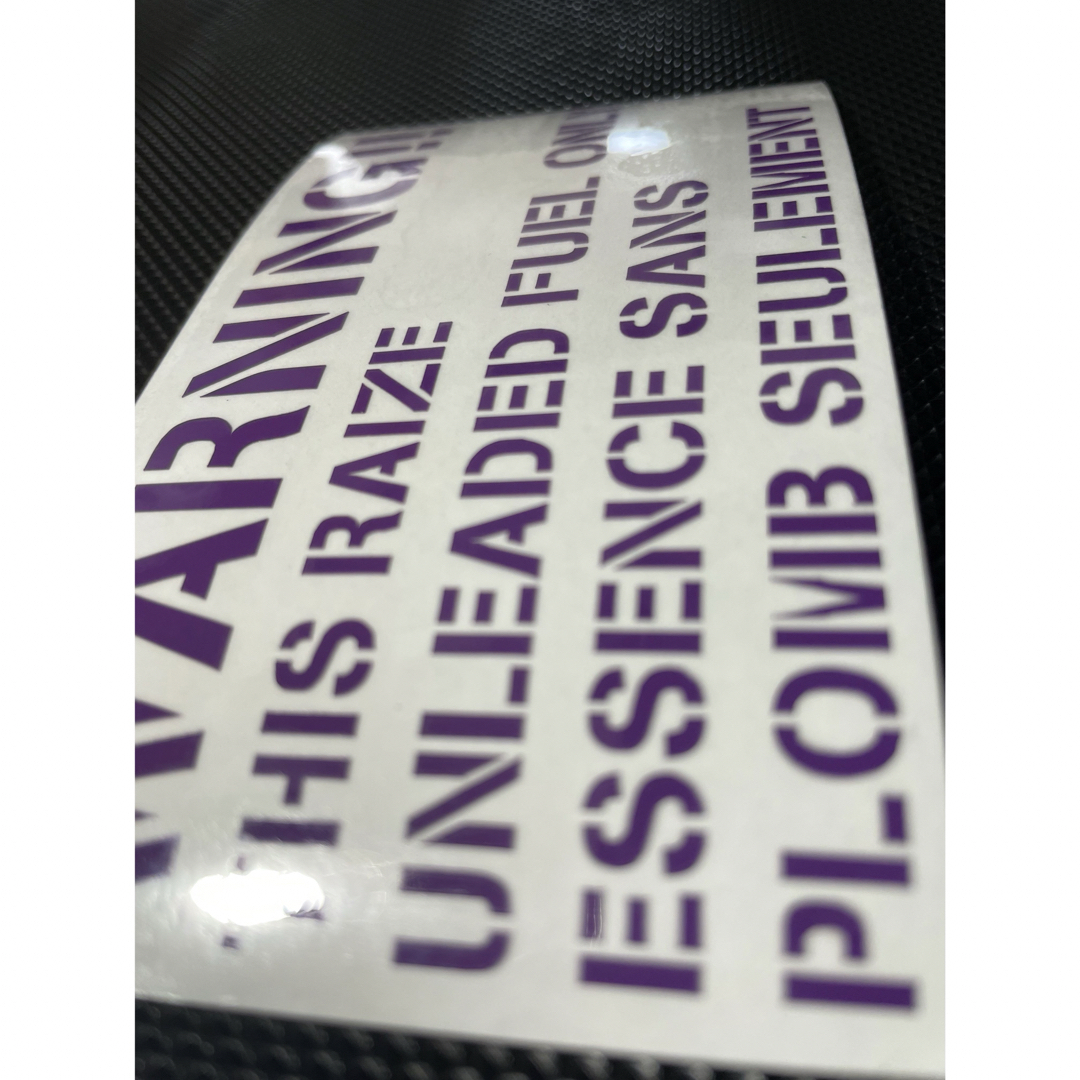 WARNING!!
THIS RAIZE
UNLEADED FUEL ONLY
ESSENCE SANS
PLOMB SEULEMENT